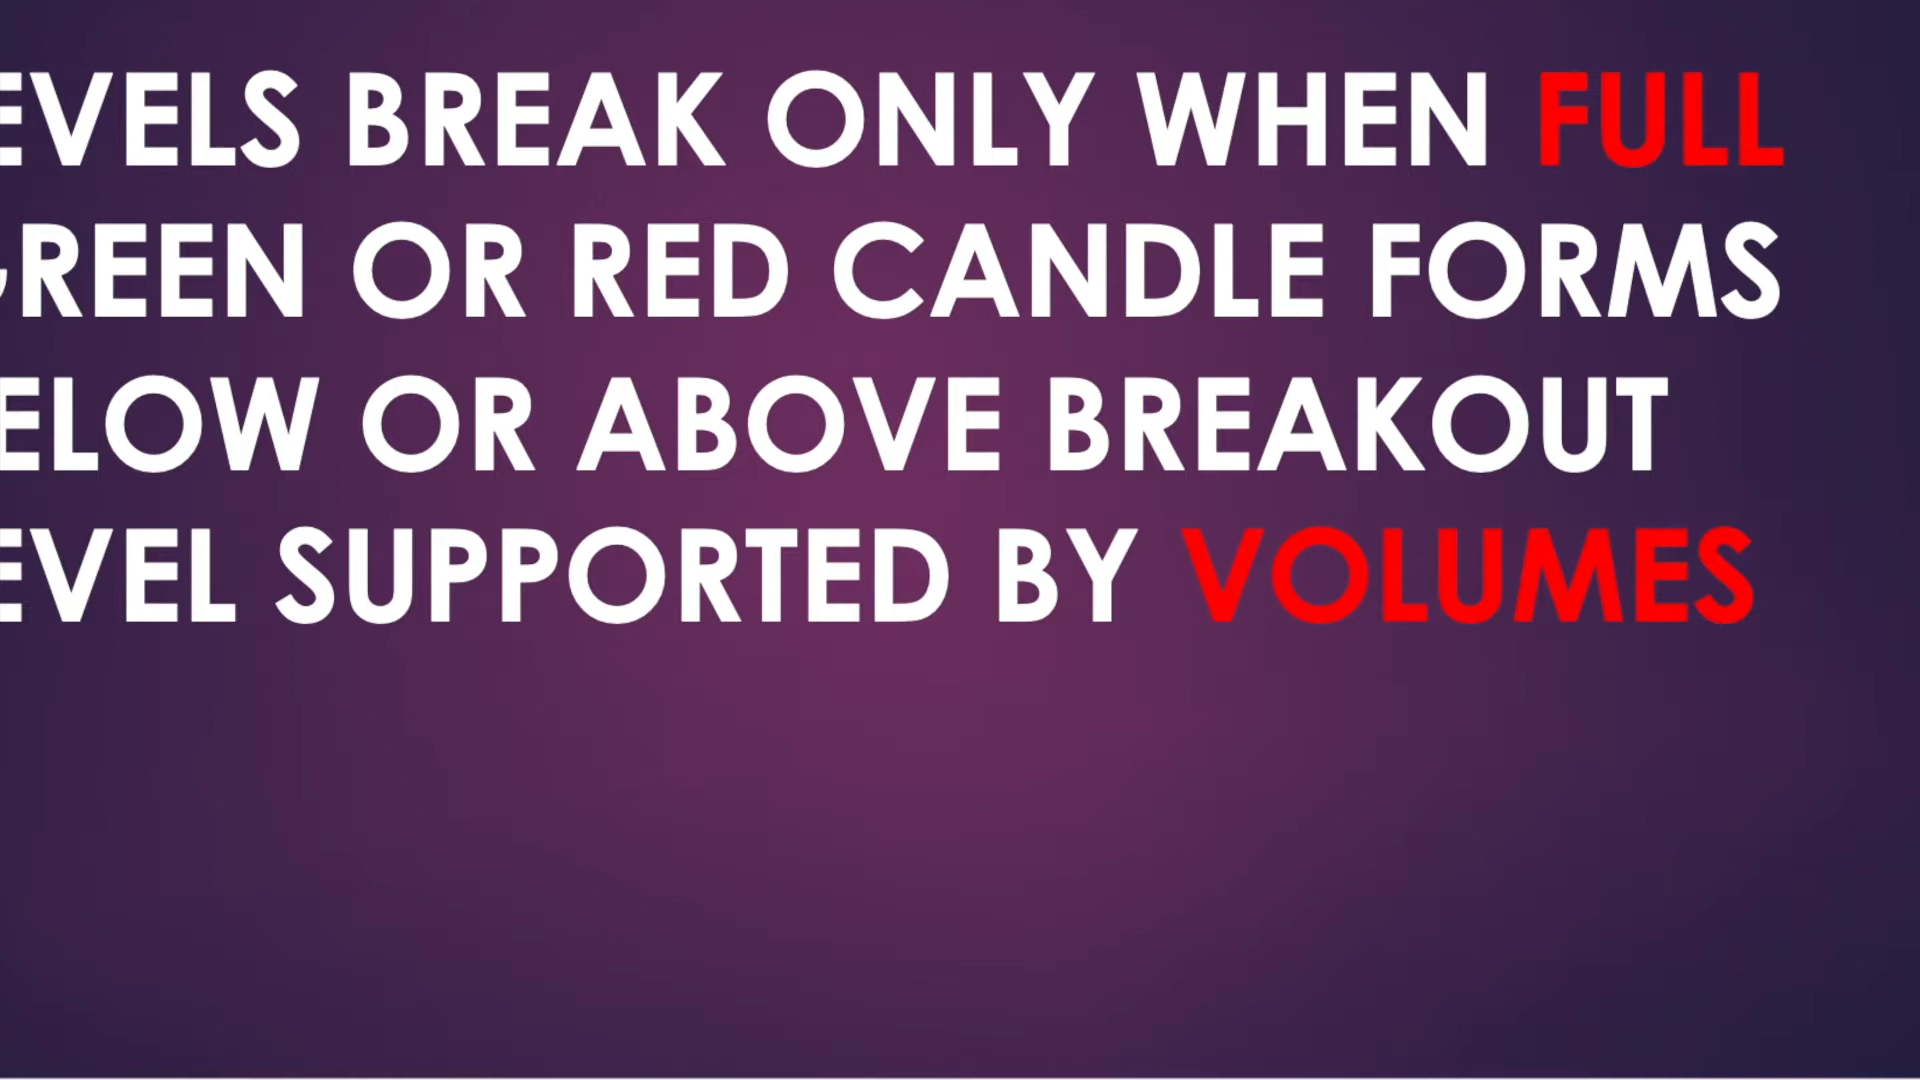 EVELS BREAK ONLY WHEN FULL
GREEN OR RED CANDLE FORMS
ELOW OR ABOVE BREAKOUT
EVEL SUPPORTED BY VOLUMES